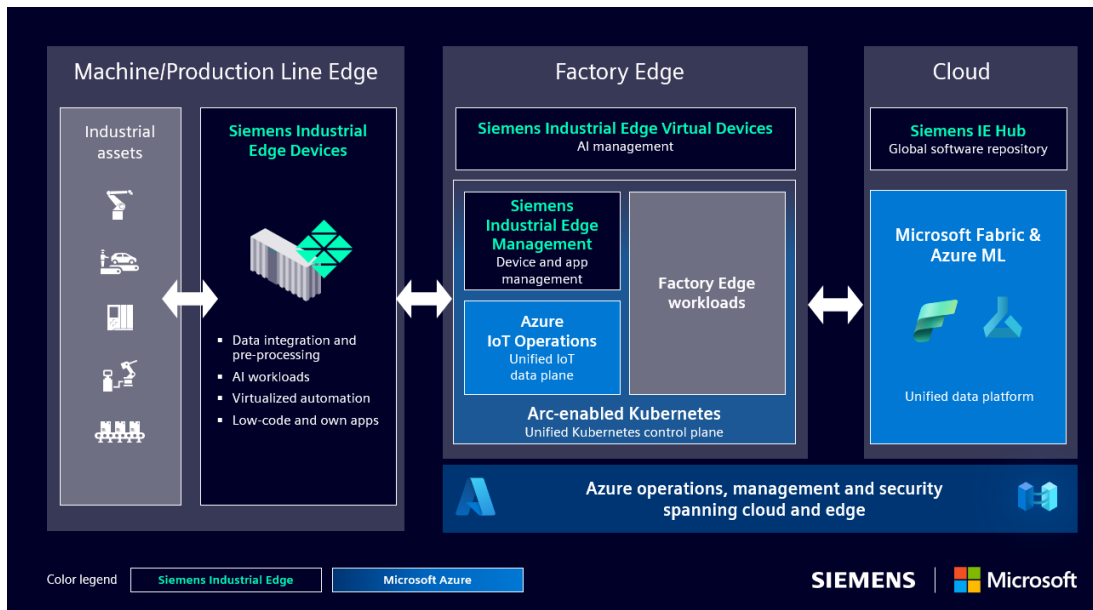 Machine/Production Line Edge
Industrial
assets
Siemens Industrial
Edge Devices
▪ Data integration and
pre-processing
▪ AI workloads
▪ Virtualized automation
▪ Low-code and own apps
Factory Edge
Siemens Industrial Edge Virtual Devices
AI management
Siemens
Industrial Edge
Management
Device and app
management
Azure
IoT Operations
Unified IoT
data plane
Factory Edge
workloads
Arc-enabled Kubernetes
Unified Kubernetes control plane
Cloud
Siemens IE Hub
Global software repository
Microsoft Fabric &
Azure ML
Unified data platform
Azure operations, management and security
spanning cloud and edge
Color legend
Siemens Industrial Edge
Microsoft Azure
SIEMENS
Microsoft